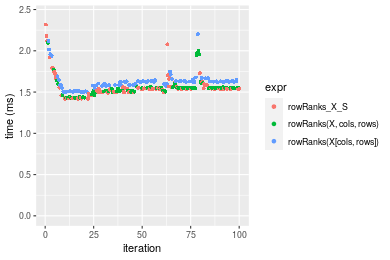 2.5
2.0
1.5
1.0
0.5
0.0
time (ms)
0
25
50
75
100
iteration
expr
rowRanks_X_S
rowRanks(X, cols, rows)
rowRanks(X[cols, rows])